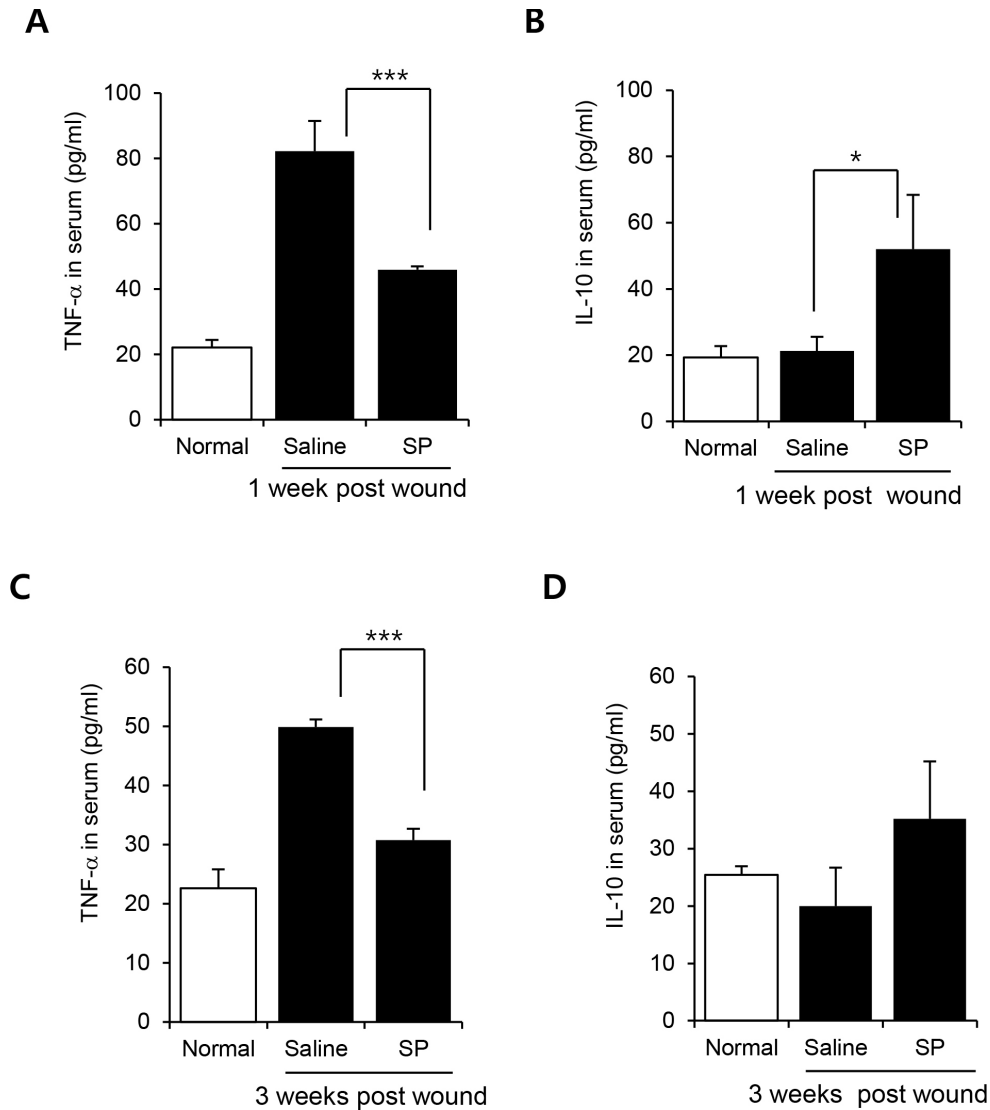 A
TNF-α in serum (pg/ml)
100
80
60
40
20
0
***
Normal Saline SP
1 week post wound
B
IL-10 in serum (pg/ml)
100
80
60
40
20
0
*
Normal Saline SP
1 week post wound
C
TNF-α in serum (pg/ml)
60
50
40
30
20
10
0
***
Normal Saline SP
3 weeks post wound
D
IL-10 in serum (pg/ml)
60
50
40
30
20
10
0
Normal Saline SP
3 weeks post wound